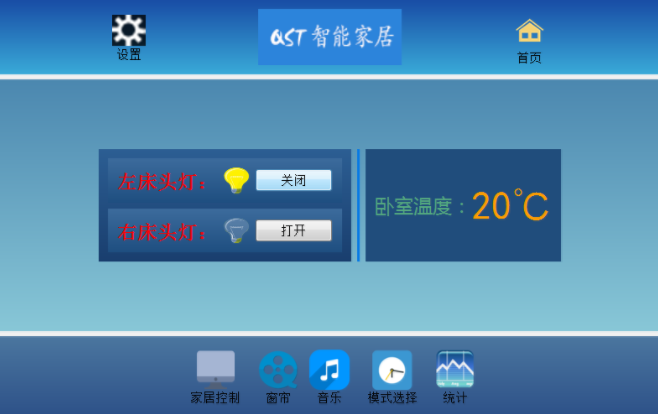 QST 智能家居
设置
首页
左床头灯：
关闭
右床头灯：
打开
卧室温度：20℃
家居控制
窗帘
音乐
模式选择
统计